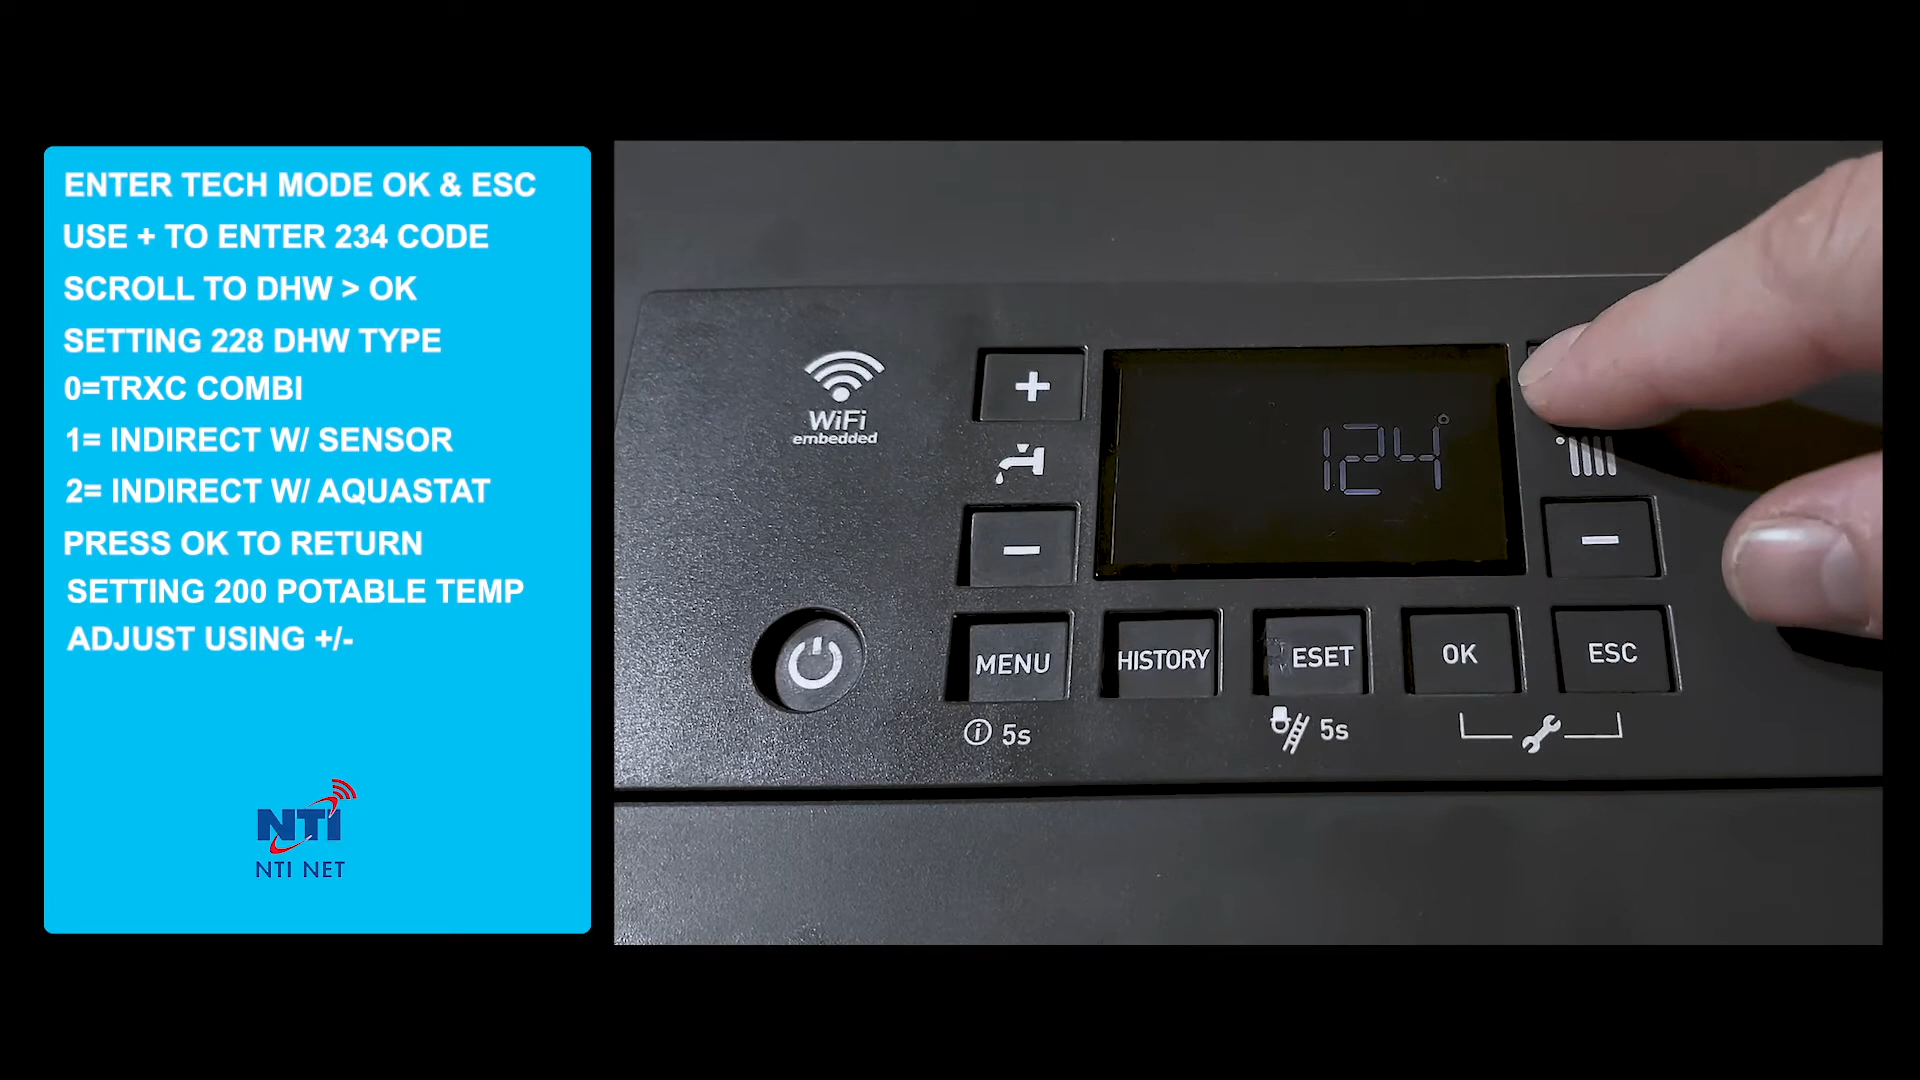 ENTER TECH MODE OK & ESC
USE + TO ENTER 234 CODE
SCROLL TO DHW > OK
SETTING 228 DHW TYPE
0=TRXC COMBI
1= INDIRECT W/ SENSOR
2= INDIRECT W/ AQUASTAT
PRESS OK TO RETURN
SETTING 200 POTABLE TEMP
ADJUST USING +/-
NTI
NTI NET
WiFi
embedded
+
124°
−
−
MENU
HISTORY
ESET
OK
ESC
5s
5s